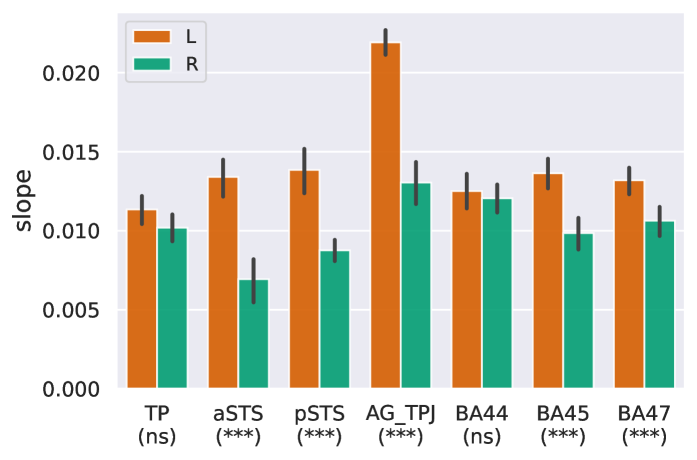 L
R
slope
0.020
0.015
0.010
0.005
0.000
TP aSTS pSTS AG_TPJ BA44 BA45 BA47
(ns) (***) (***) (***) (ns) (***) (***)